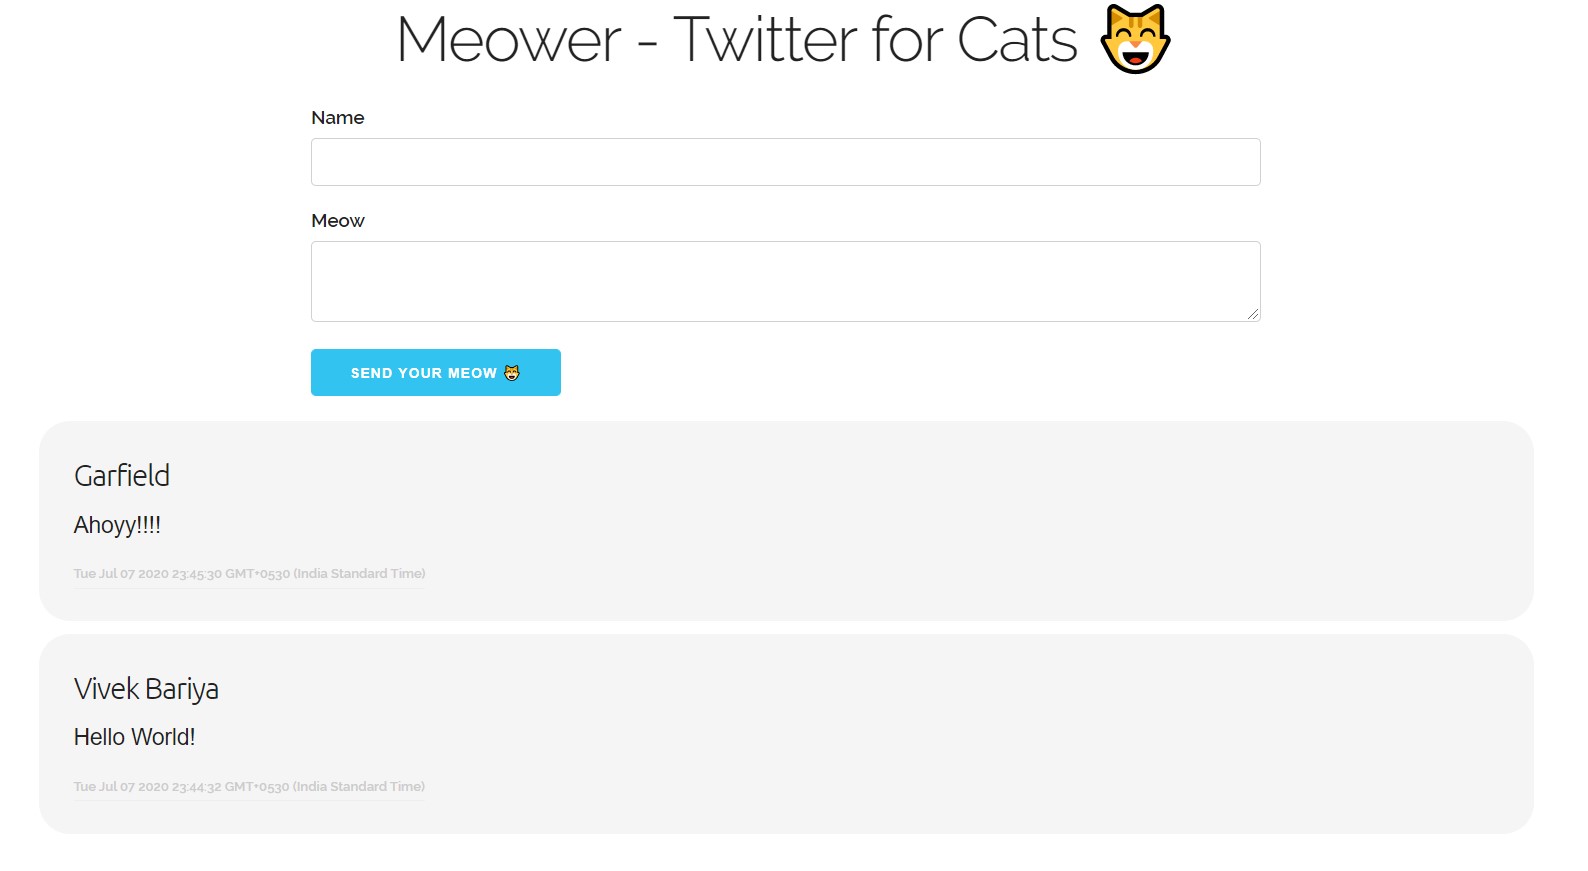 Meower - Twitter for Cats 😸
Name
Meow
SEND YOUR MEOW 😸
Garfield
Ahoyy!!!!
Tue Jul 07 2020 23:45:30 GMT+0530 (India Standard Time)
Vivek Bariya
Hello World!
Tue Jul 07 2020 23:44:32 GMT+0530 (India Standard Time)